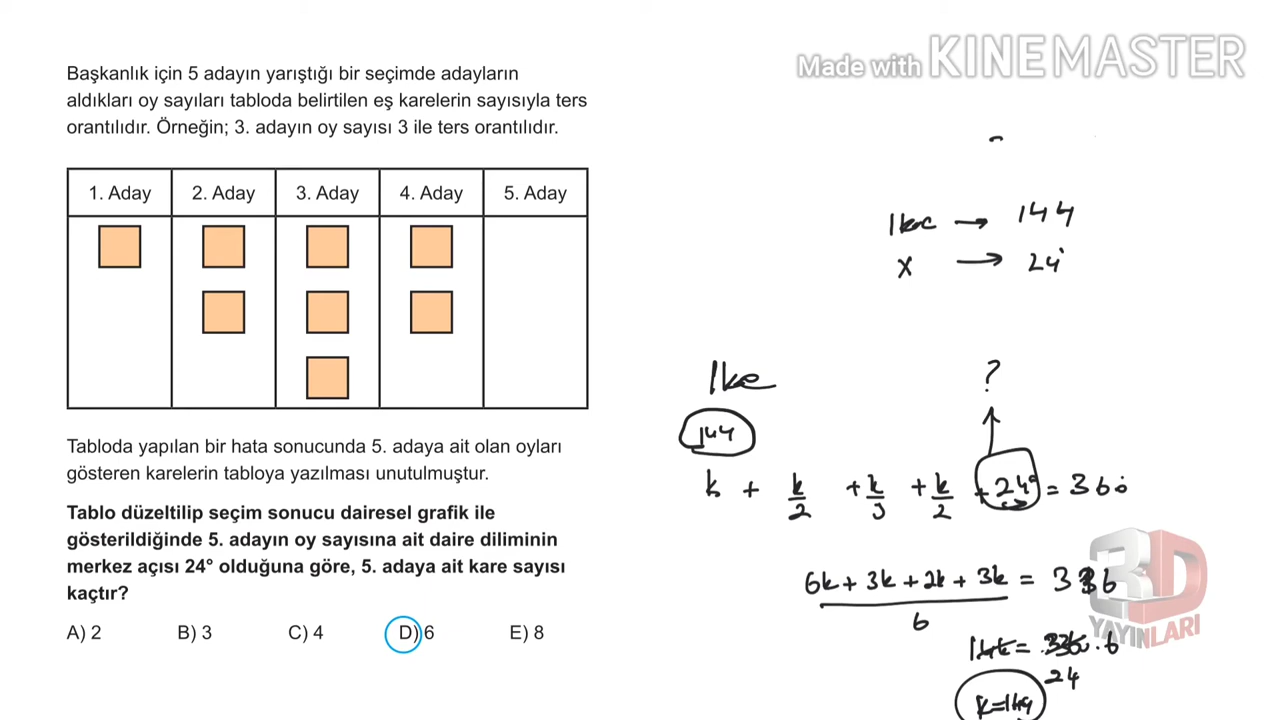 Made with KINEMASTER
Başkanlık için 5 adayın yarıştığı bir seçimde adayların
aldıkları oy sayıları tabloda belirtilen eş karelerin sayısıyla ters
orantılıdır. Örneğin; 3. adayın oy sayısı 3 ile ters orantılıdır.
1. Aday 2. Aday 3. Aday 4. Aday 5. Aday
Tabloda yapılan bir hata sonucunda 5. adaya ait olan oyları
gösteren karelerin tabloya yazılması unutulmuştur.
Tablo düzeltilip seçim sonucu dairesel grafik ile
gösterildiğinde 5. adayın oy sayısına ait daire diliminin
merkez açısı 24° olduğuna göre, 5. adaya ait kare sayısı
kaçtır?
A) 2 B) 3 C) 4 D) 6 E) 8
→ 144
x → 24
?
144
k + k/2 + k/3 + k/2 + 24° = 360
6k + 3k + 2k + 3k = 336
6
24
3D
YAYINLARI